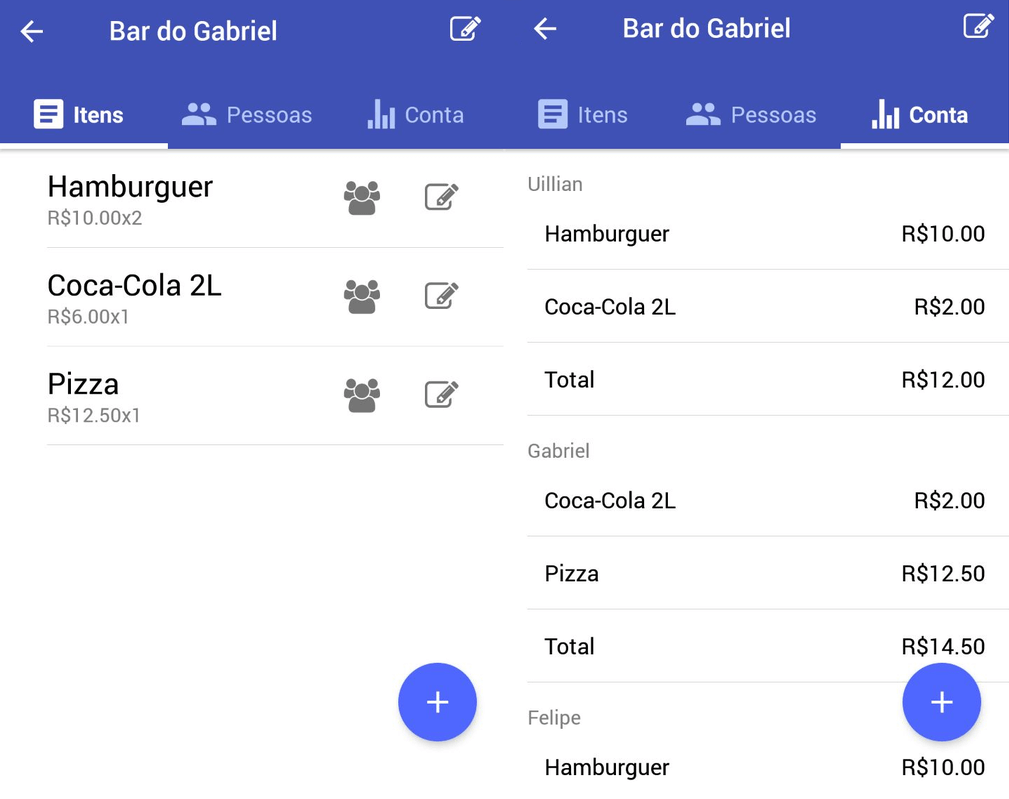 Bar do Gabriel
Itens Pessoas Conta
Hamburguer
R$10.00x2
Coca-Cola 2L
R$6.00x1
Pizza
R$12.50x1
+
Bar do Gabriel
Itens Pessoas Conta
Uillian
Hamburguer R$10.00
Coca-Cola 2L R$2.00
Total R$12.00
Gabriel
Coca-Cola 2L R$2.00
Pizza R$12.50
Total R$14.50
+
Felipe
Hamburguer R$10.00